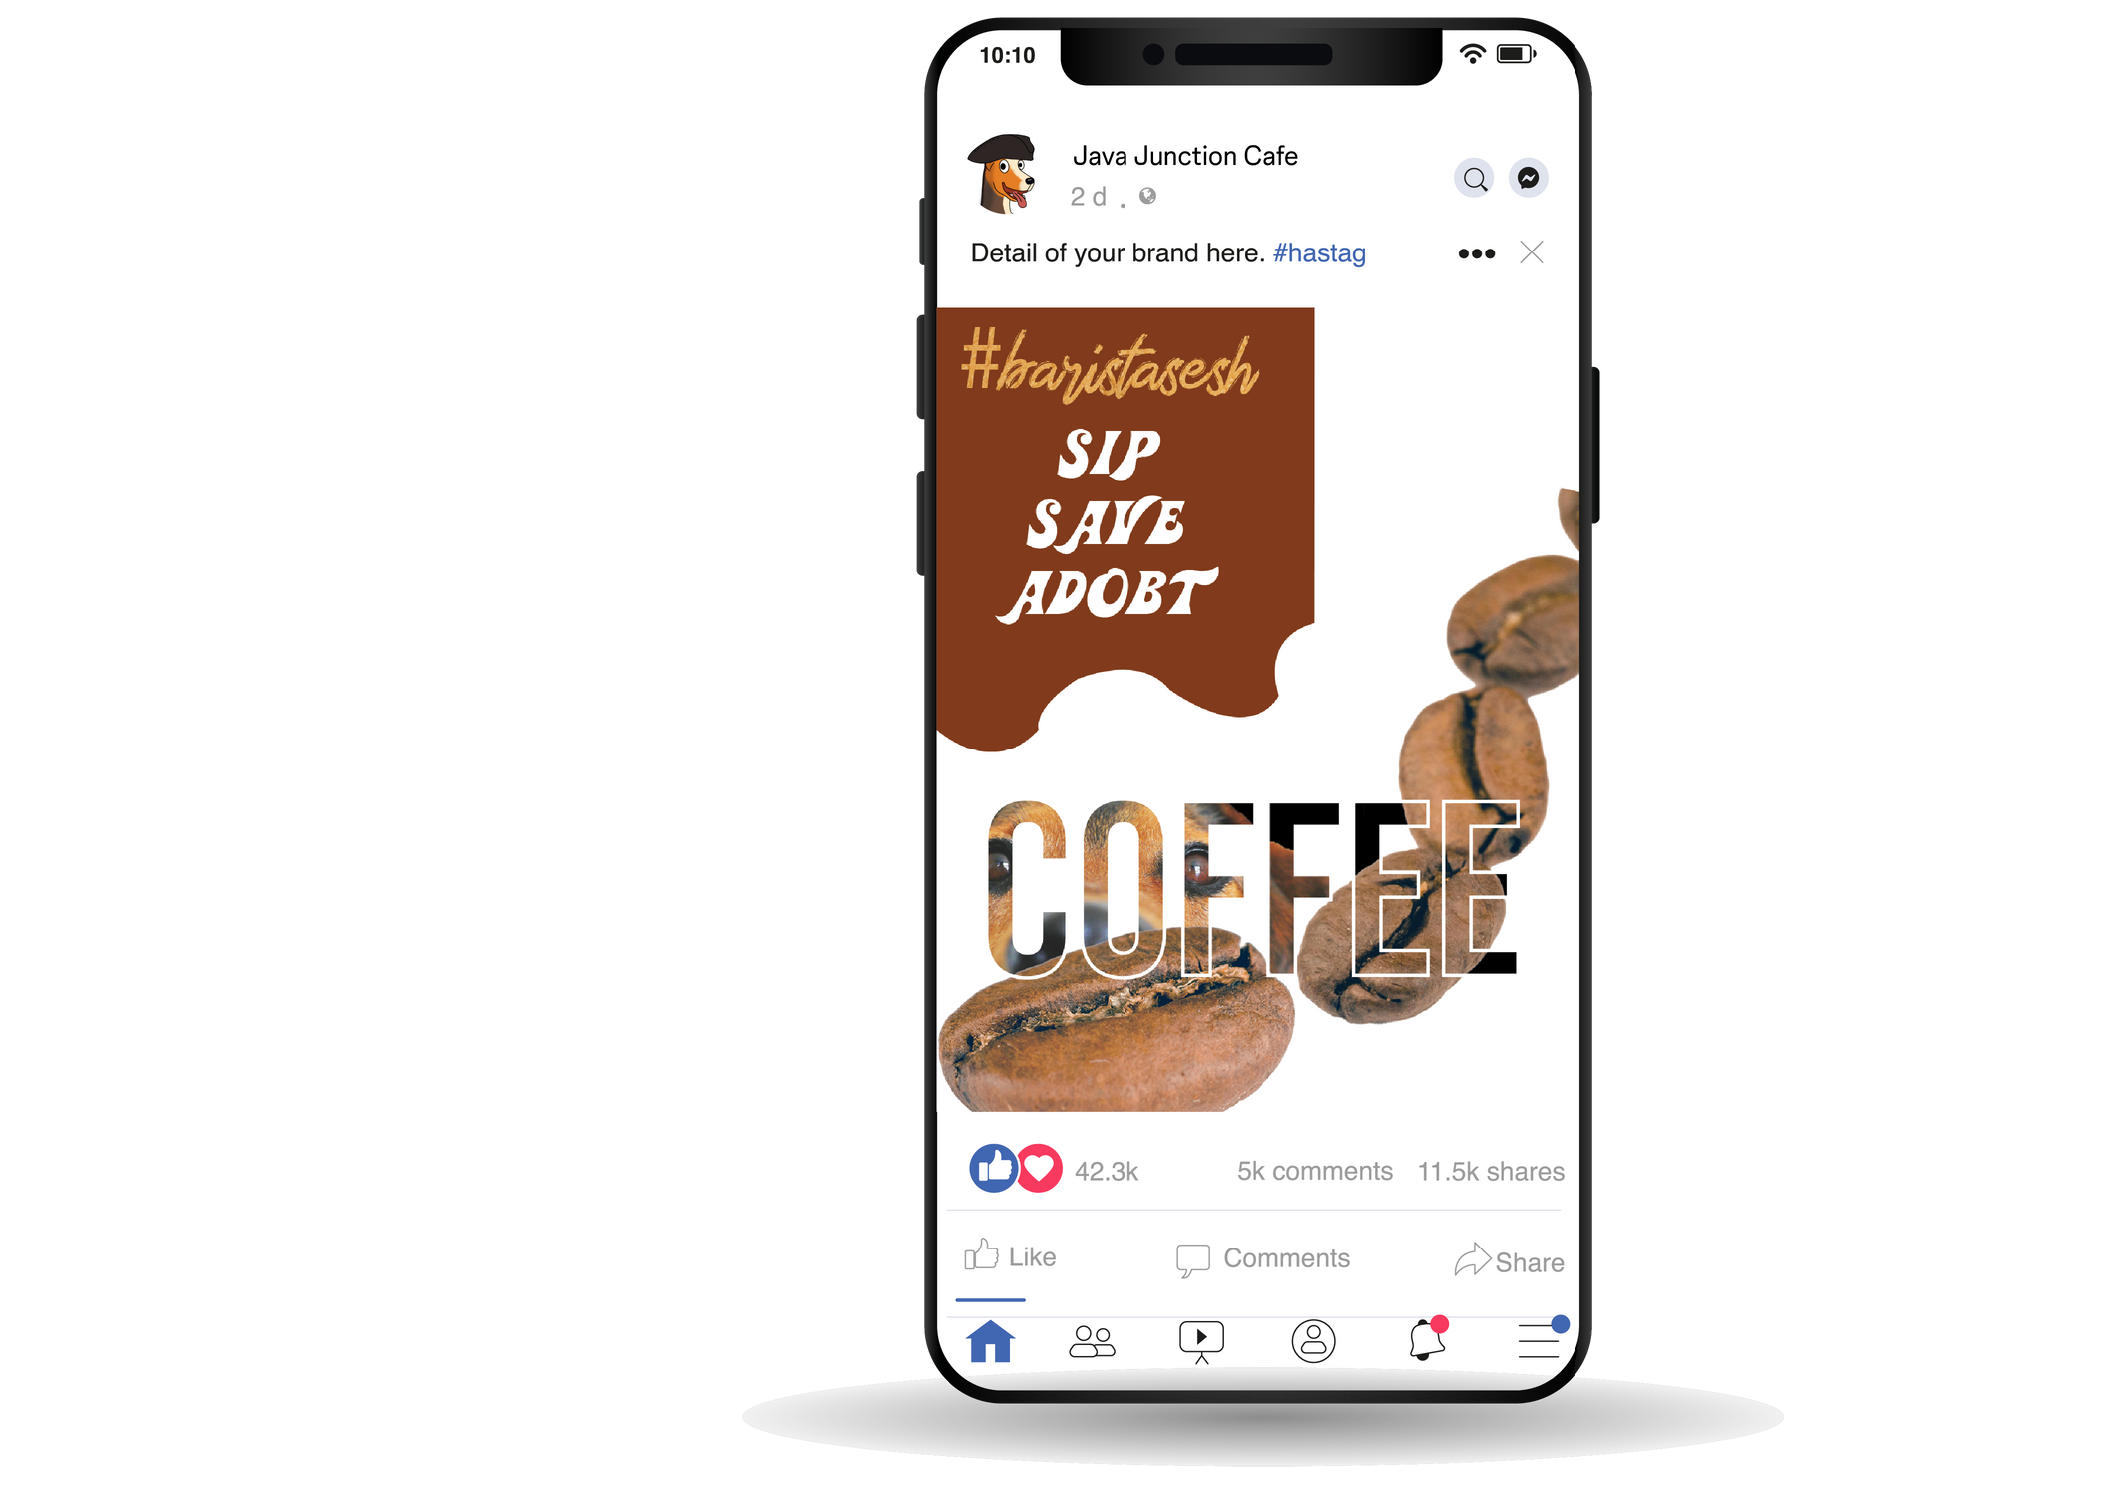 10:10
Java Junction Cafe
2 d .
Detail of your brand here. #hastag
#baristasesh
SIP
SAVE
ADOBT
COFFEE
42.3k 5k comments 11.5k shares
Like Comments Share